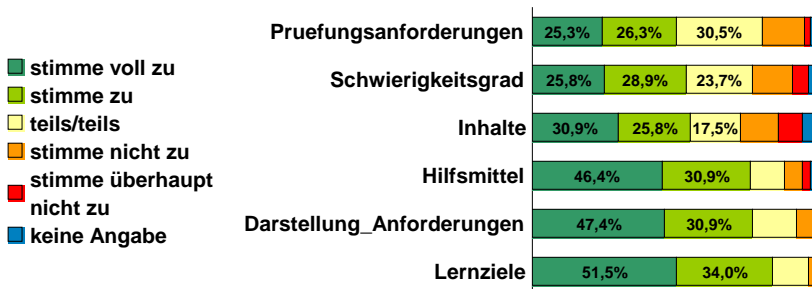 stimme voll zu
stimme zu
teils/teils
stimme nicht zu
stimme überhaupt
nicht zu
keine Angabe
Pruefungsanforderungen 25,3% 26,3% 30,5%
Schwierigkeitsgrad 25,8% 28,9% 23,7%
Inhalte 30,9% 25,8% 17,5%
Hilfsmittel 46,4% 30,9%
Darstellung_Anforderungen 47,4% 30,9%
Lernziele 51,5% 34,0%